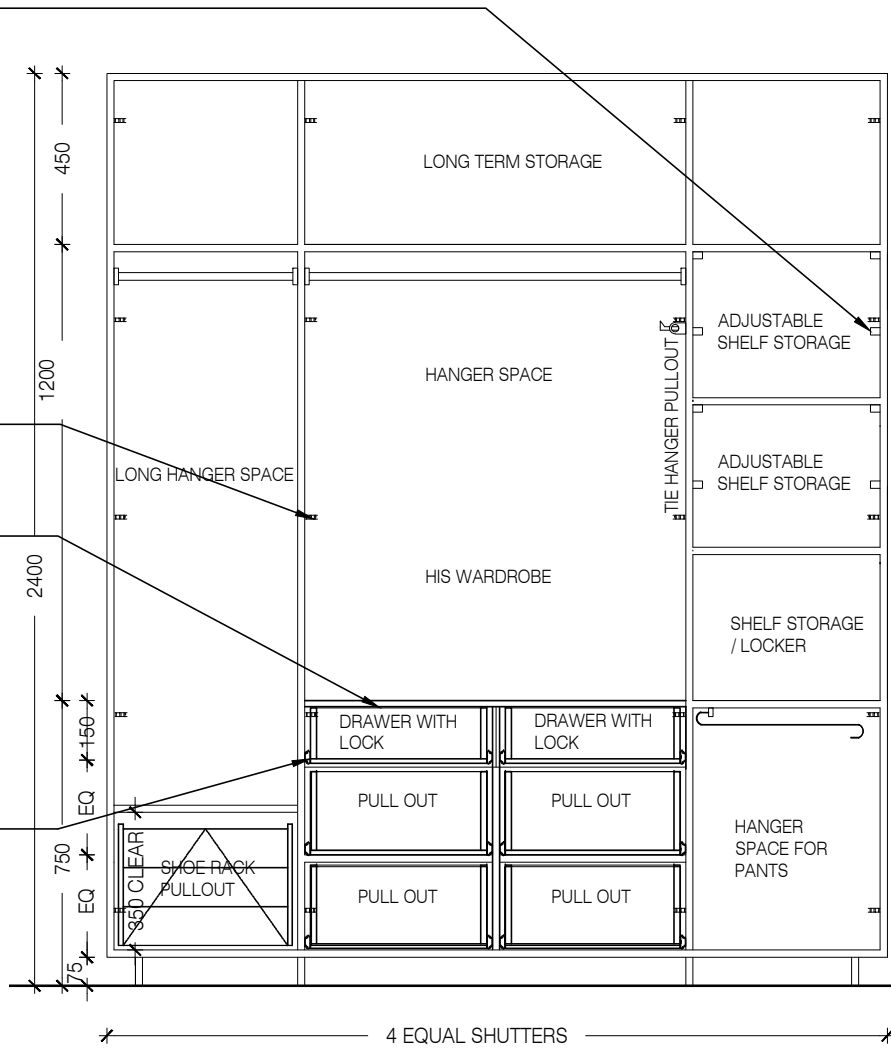 450
LONG TERM STORAGE
1200
2400
ADJUSTABLE
SHELF STORAGE
HANGER SPACE
TIE HANGER PULLOUT
LONG HANGER SPACE
ADJUSTABLE
SHELF STORAGE
HIS WARDROBE
SHELF STORAGE
/ LOCKER
150
DRAWER WITH
LOCK
DRAWER WITH
LOCK
EQ
PULL OUT
PULL OUT
750
350 CLEAR
SHOE RACK
PULLOUT
HANGER
SPACE FOR
PANTS
EQ
PULL OUT
PULL OUT
75
4 EQUAL SHUTTERS